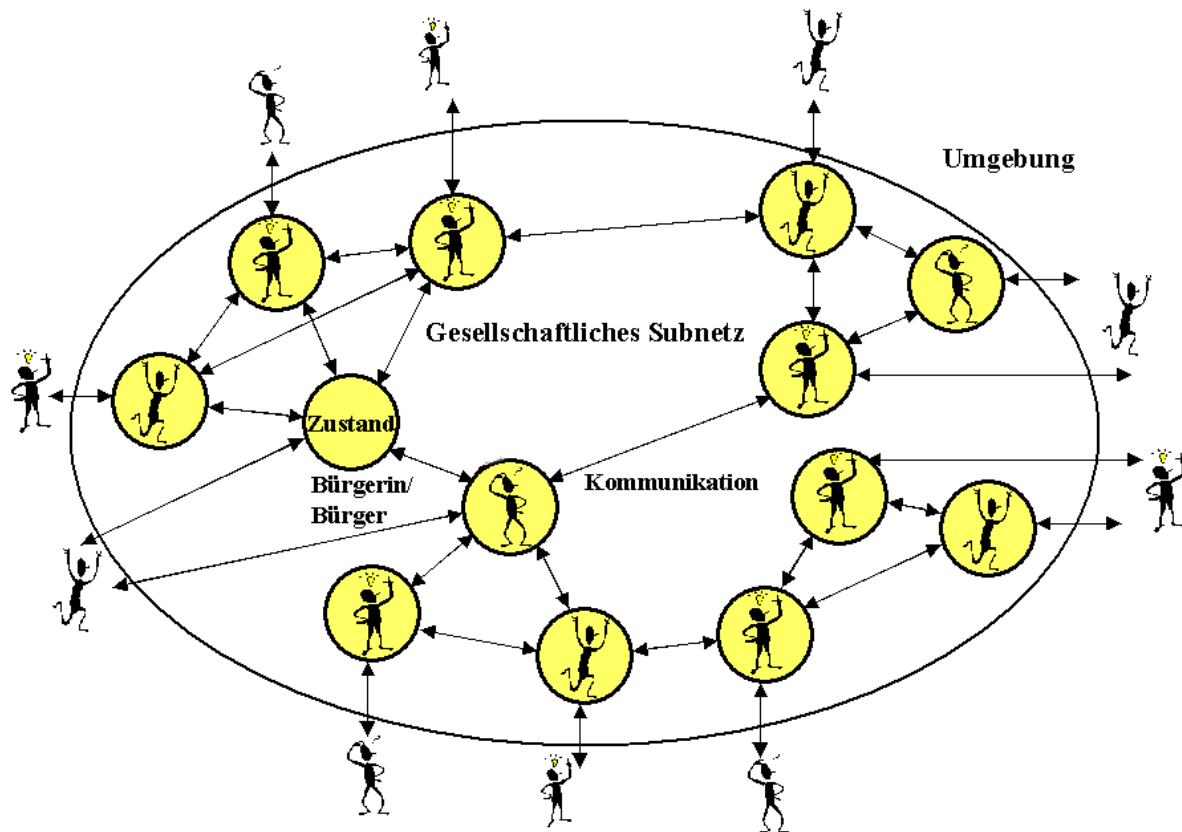 Umgebung
Gesellschaftliches Subnetz
Zustand
Bürgerin/
Bürger
Kommunikation